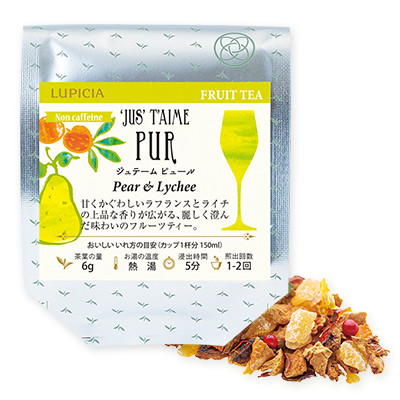 LUPICIA
FRUIT TEA
Non caffeine
'JUS' T'AIME
PUR
ジュテーム ピュール
Pear & Lychee
甘くかぐわしいラフランスとライチ
の上品な香りが広がる、麗しく澄ん
だ味わいのフルーツティー。
おいしい いれ方の目安 (カップ1杯分 150ml)
茶葉の量 お湯の温度 浸出時間 煎出回数
6g 熱湯 5分 1-2回